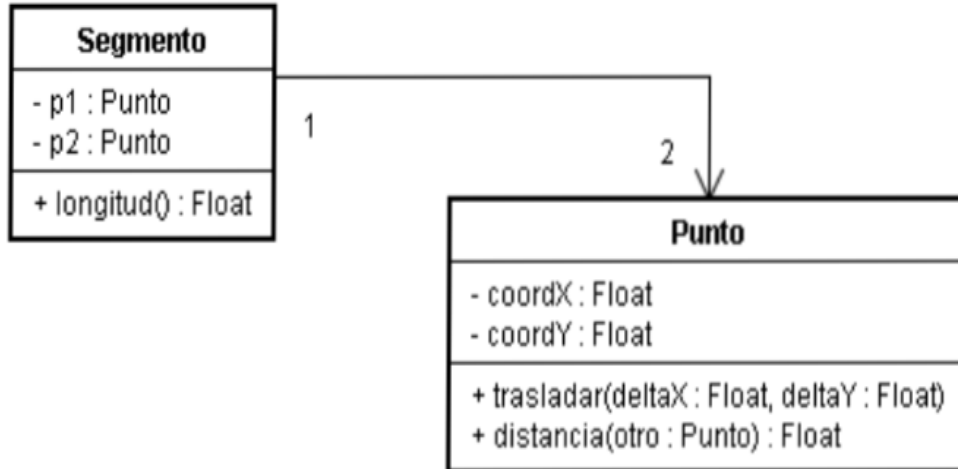 Segmento
- p1 : Punto
- p2 : Punto
+ longitud() : Float
1
2
Punto
- coordX : Float
- coordY : Float
+ trasladar(deltaX : Float, deltaY : Float)
+ distancia(otro : Punto) : Float